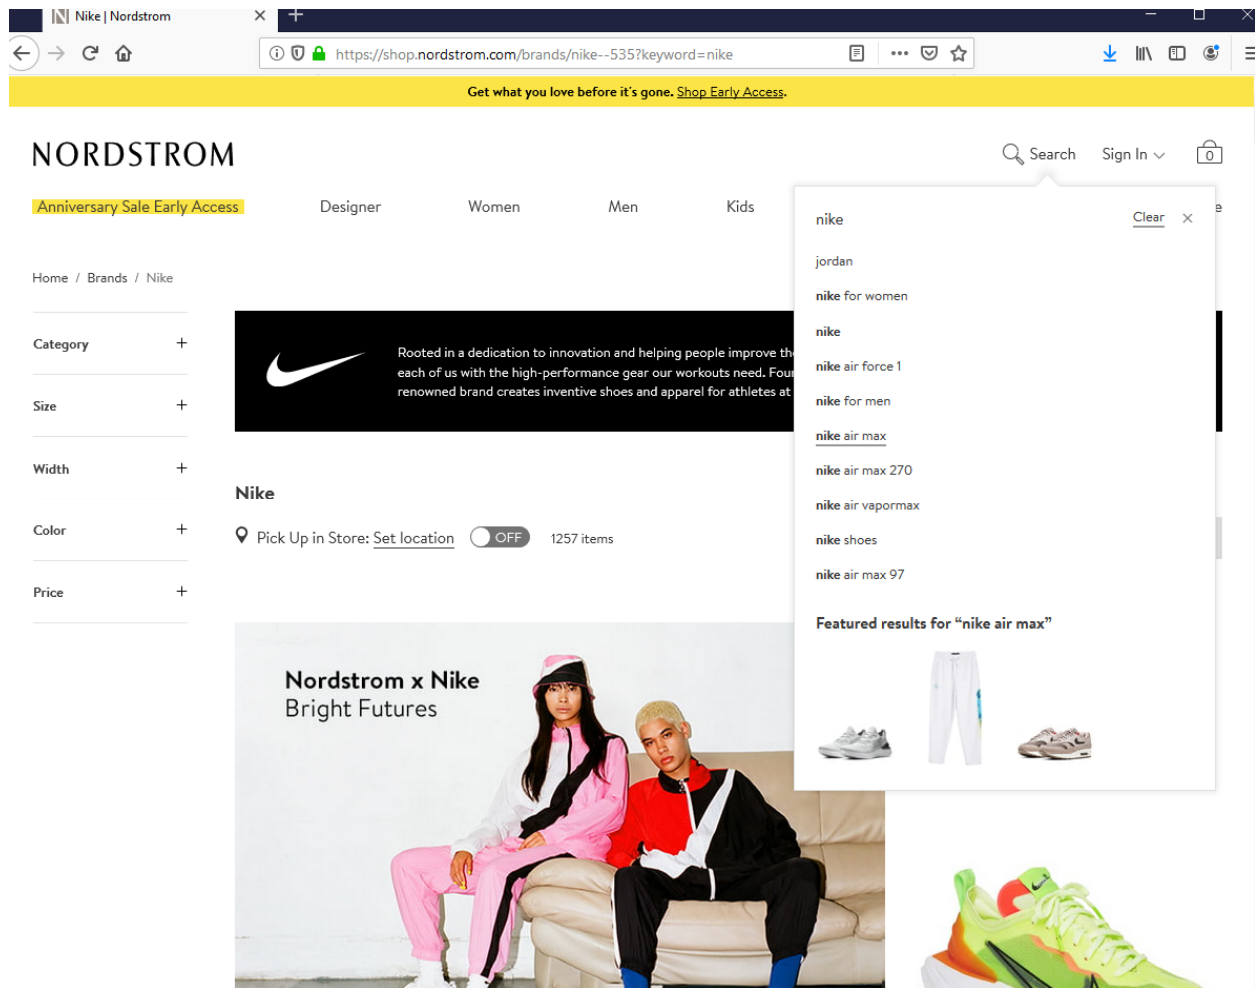 Nike | Nordstrom
https://shop.nordstrom.com/brands/nike--535?keyword=nike
Get what you love before it's gone. Shop Early Access.
NORDSTROM
Search
Sign In
0
Anniversary Sale Early Access
Designer
Women
Men
Kids
Home / Brands / Nike
Category
Size
Width
Color
Price
Rooted in a dedication to innovation and helping people improve
each of us with the high-performance gear our workouts need.
renowned brand creates inventive shoes and apparel for athletes at
Nike
Pick Up in Store: Set location
OFF
1257 items
Nordstrom x Nike
Bright Futures
nike
Clear
jordan
nike for women
nike
nike air force 1
nike for men
nike air max
nike air max 270
nike air vapormax
nike shoes
nike air max 97
Featured results for “nike air max”